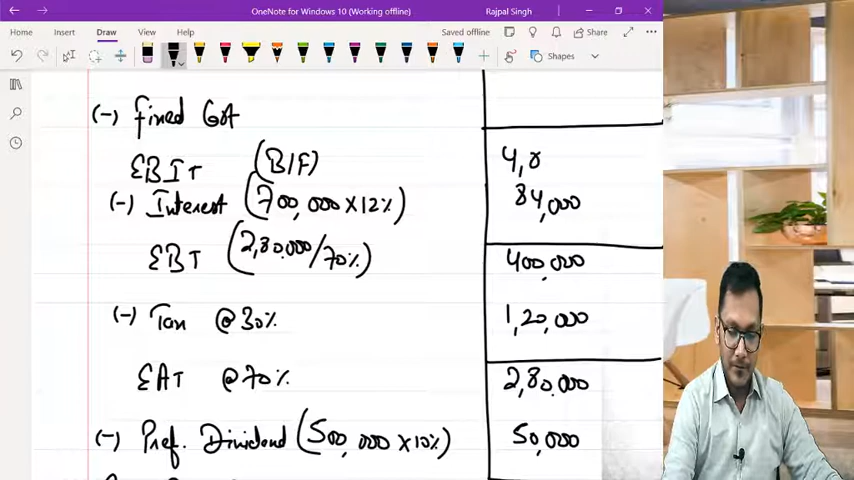 OneNote for Windows 10 (Working offline)
Rajpal Singh
Home Insert Draw View Help
Saved offline
Share
Shapes
(-) Fixed Cost
EBIT (B/F) 4,8
(-) Interest (700,000 x 12%) 84,000
EBT (2,80,000/70%) 400,000
(-) Tax @ 30% 1,20,000
EAT @ 70% 2,80,000
(-) Pref. Dividend (500,000 x 10%) 50,000